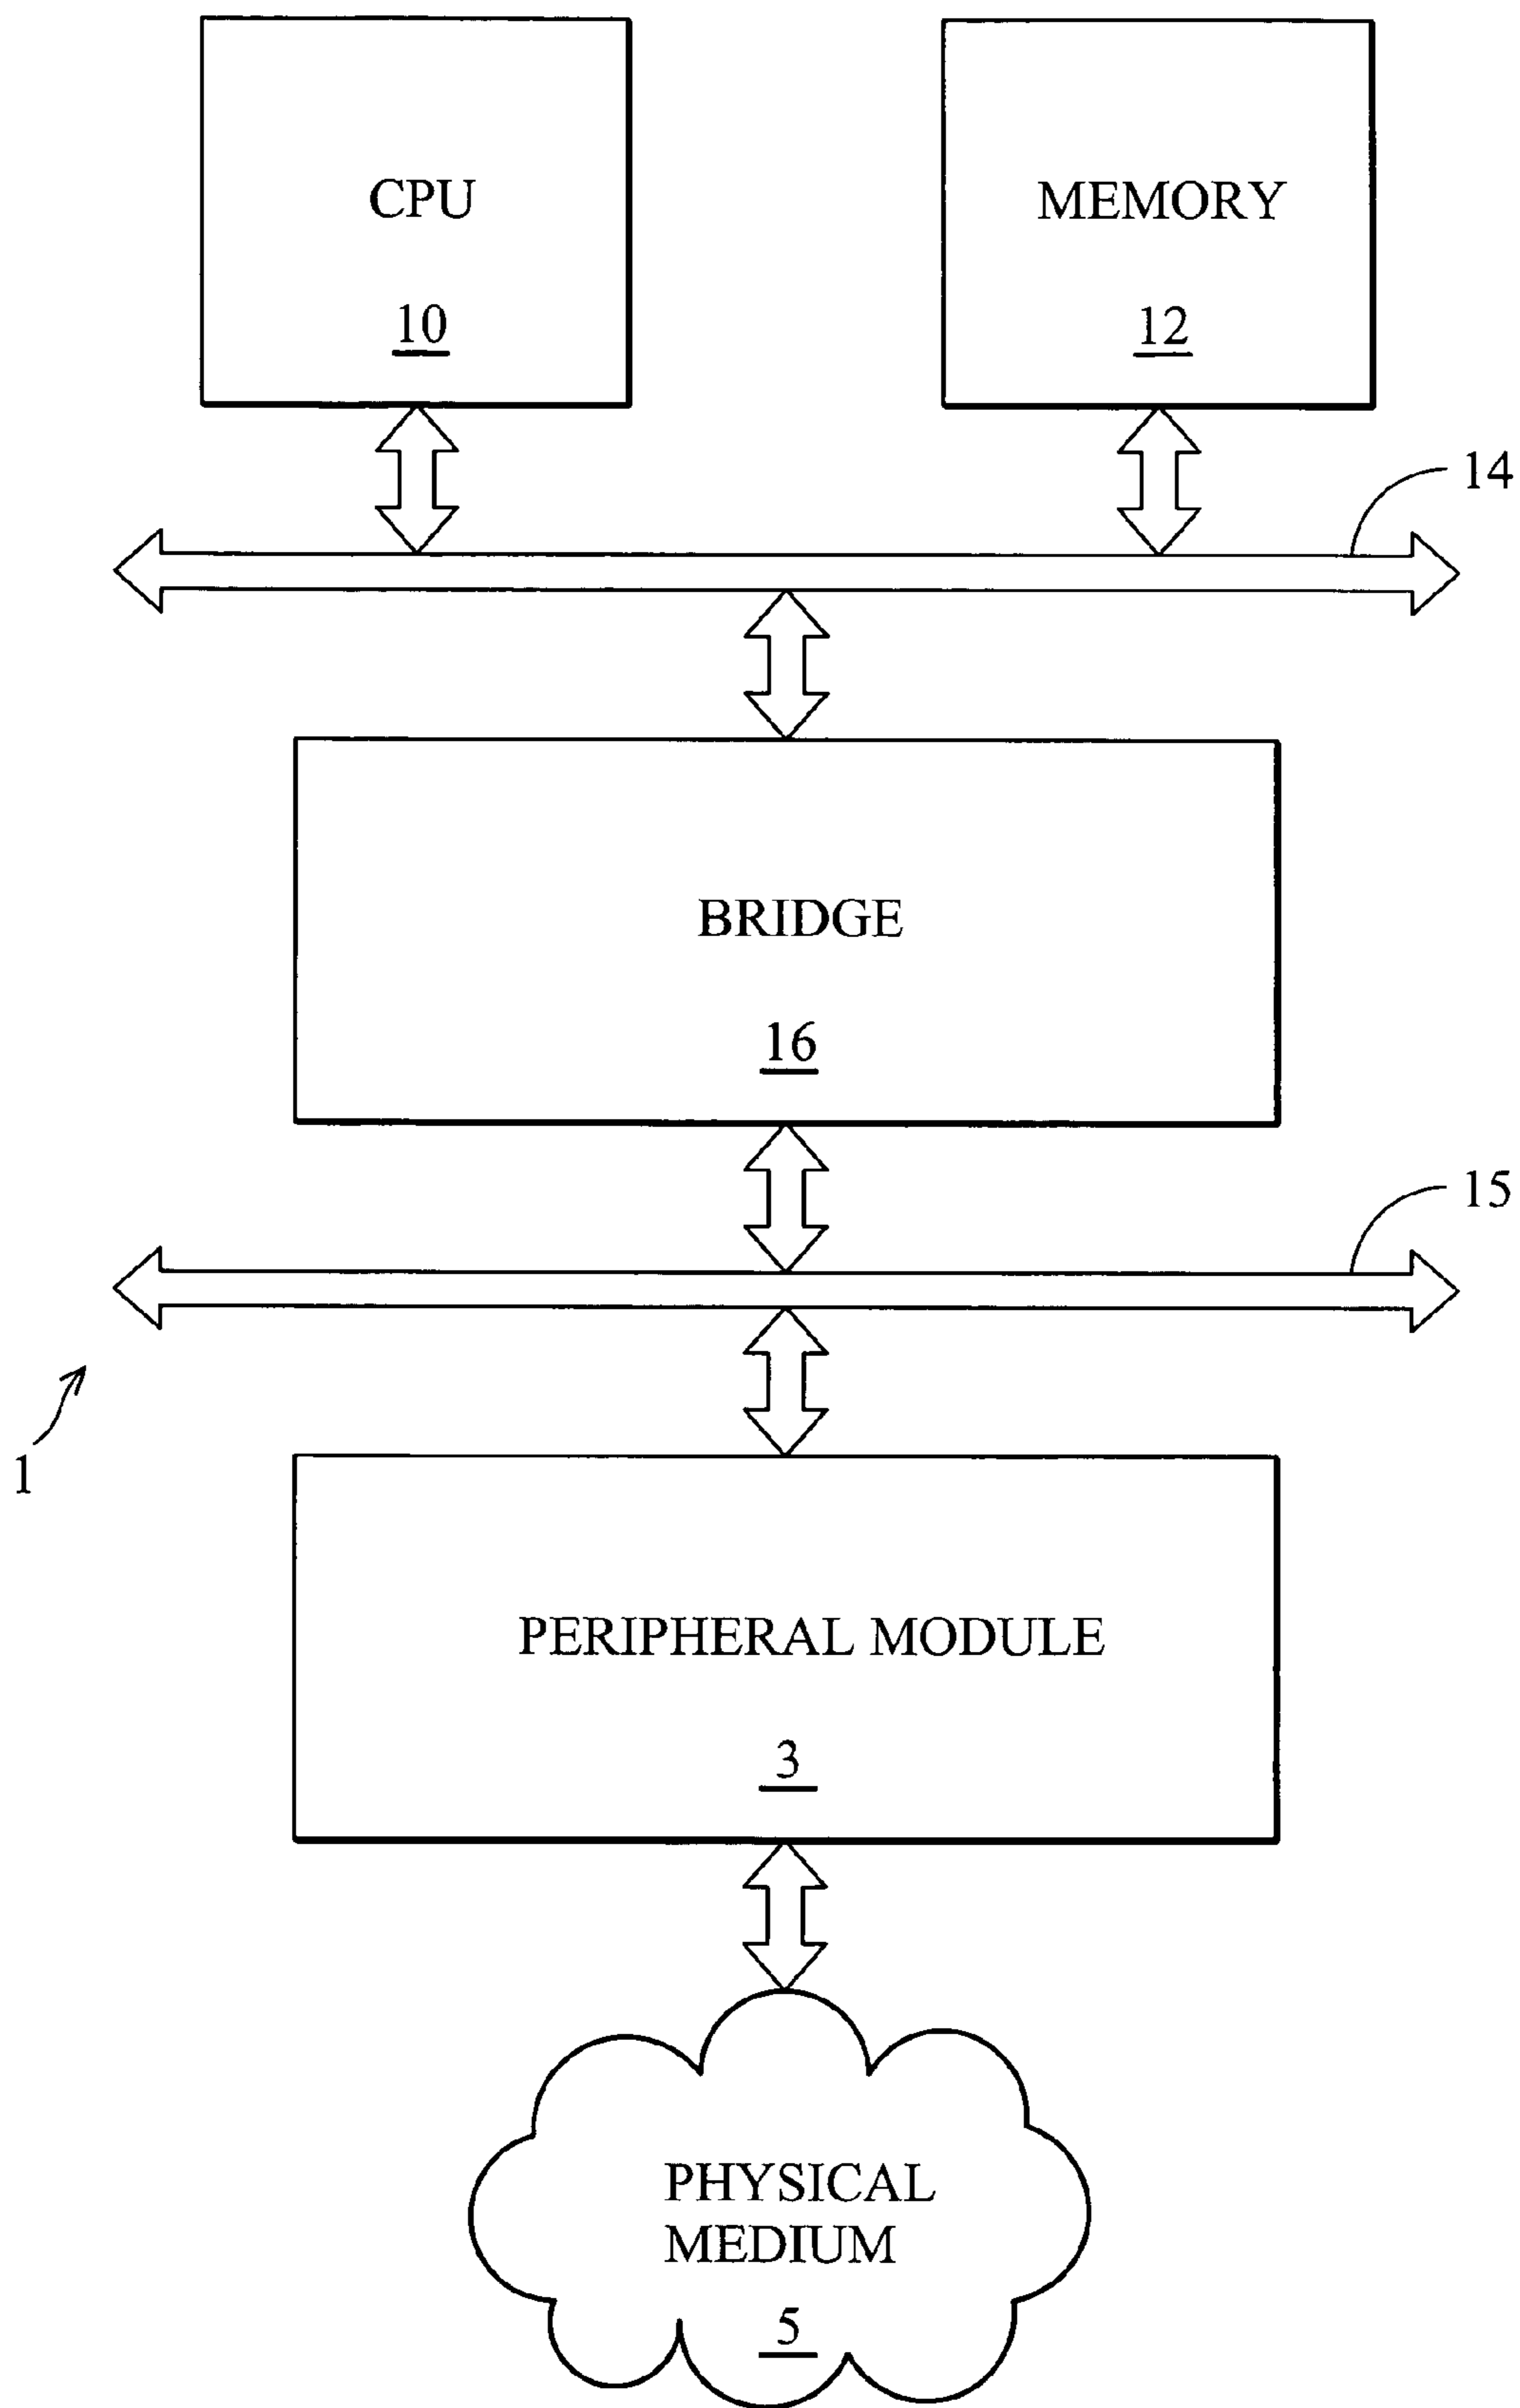 CPU
10
MEMORY
12
14
BRIDGE
16
15
1
PERIPHERAL MODULE
3
PHYSICAL
MEDIUM
5